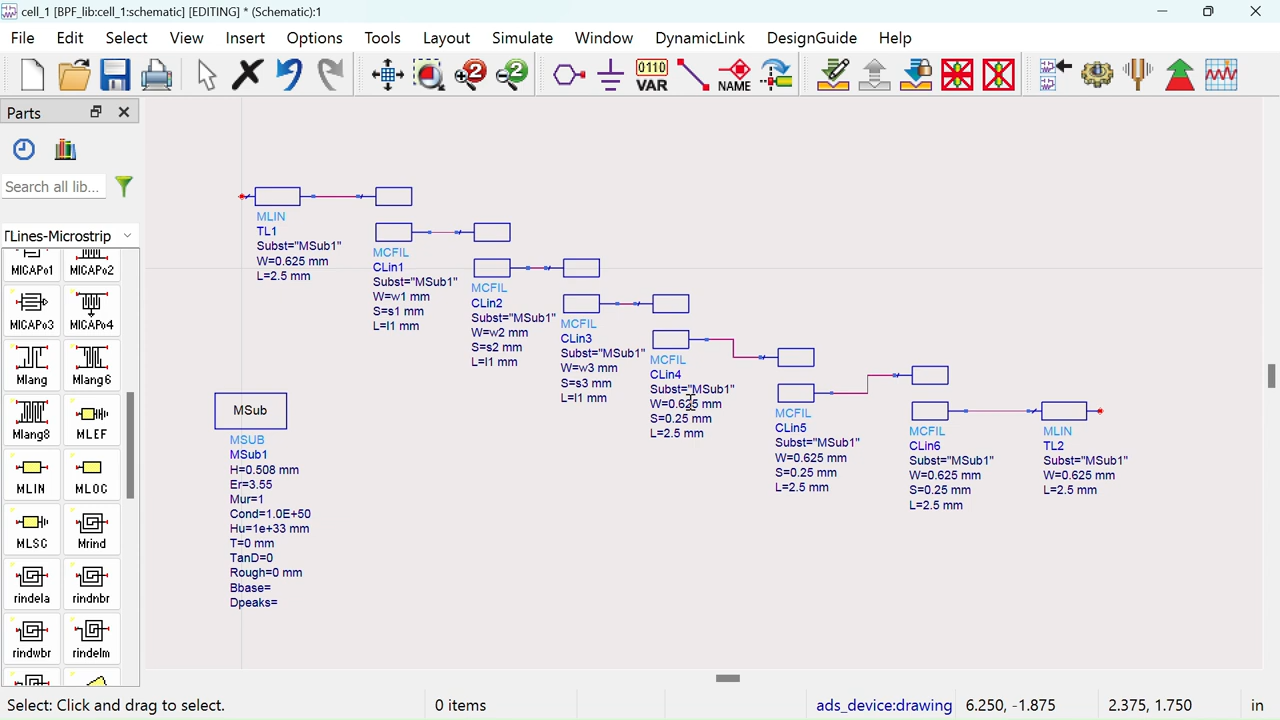 cell_1 [BPF_lib:cell_1:schematic] [EDITING] * (Schematic):1
File Edit Select View Insert Options Tools Layout Simulate Window DynamicLink DesignGuide Help
0110
VAR
NAME
Parts
Search all lib...
TLines-Microstrip
MICAPo1 MICAPo2
MICAPo3 MICAPo4
Mlang Mlang6
Mlang8 MLEF
MLIN MLOC
MLSC Mrind
rindela rindnbr
rindwbr rindelm
MLIN
TL1
Subst="MSub1"
W=0.625 mm
L=2.5 mm
MCFIL
CLin1
Subst="MSub1"
W=w1 mm
S=s1 mm
L=l1 mm
MCFIL
CLin2
Subst="MSub1"
W=w2 mm
S=s2 mm
L=l1 mm
MCFIL
CLin3
Subst="MSub1"
W=w3 mm
S=s3 mm
L=l1 mm
MCFIL
CLin4
Subst="MSub1"
W=0.625 mm
S=0.25 mm
L=2.5 mm
MCFIL
CLin5
Subst="MSub1"
W=0.625 mm
S=0.25 mm
L=2.5 mm
MCFIL
CLin6
Subst="MSub1"
W=0.625 mm
S=0.25 mm
L=2.5 mm
MLIN
TL2
Subst="MSub1"
W=0.625 mm
L=2.5 mm
MSub
MSUB
MSub1
H=0.508 mm
Er=3.55
Mur=1
Cond=1.0E+50
Hu=1e+33 mm
T=0 mm
TanD=0
Rough=0 mm
Bbase=
Dpeaks=
Select: Click and drag to select. 0 items ads_device:drawing 6.250, -1.875 2.375, 1.750 in